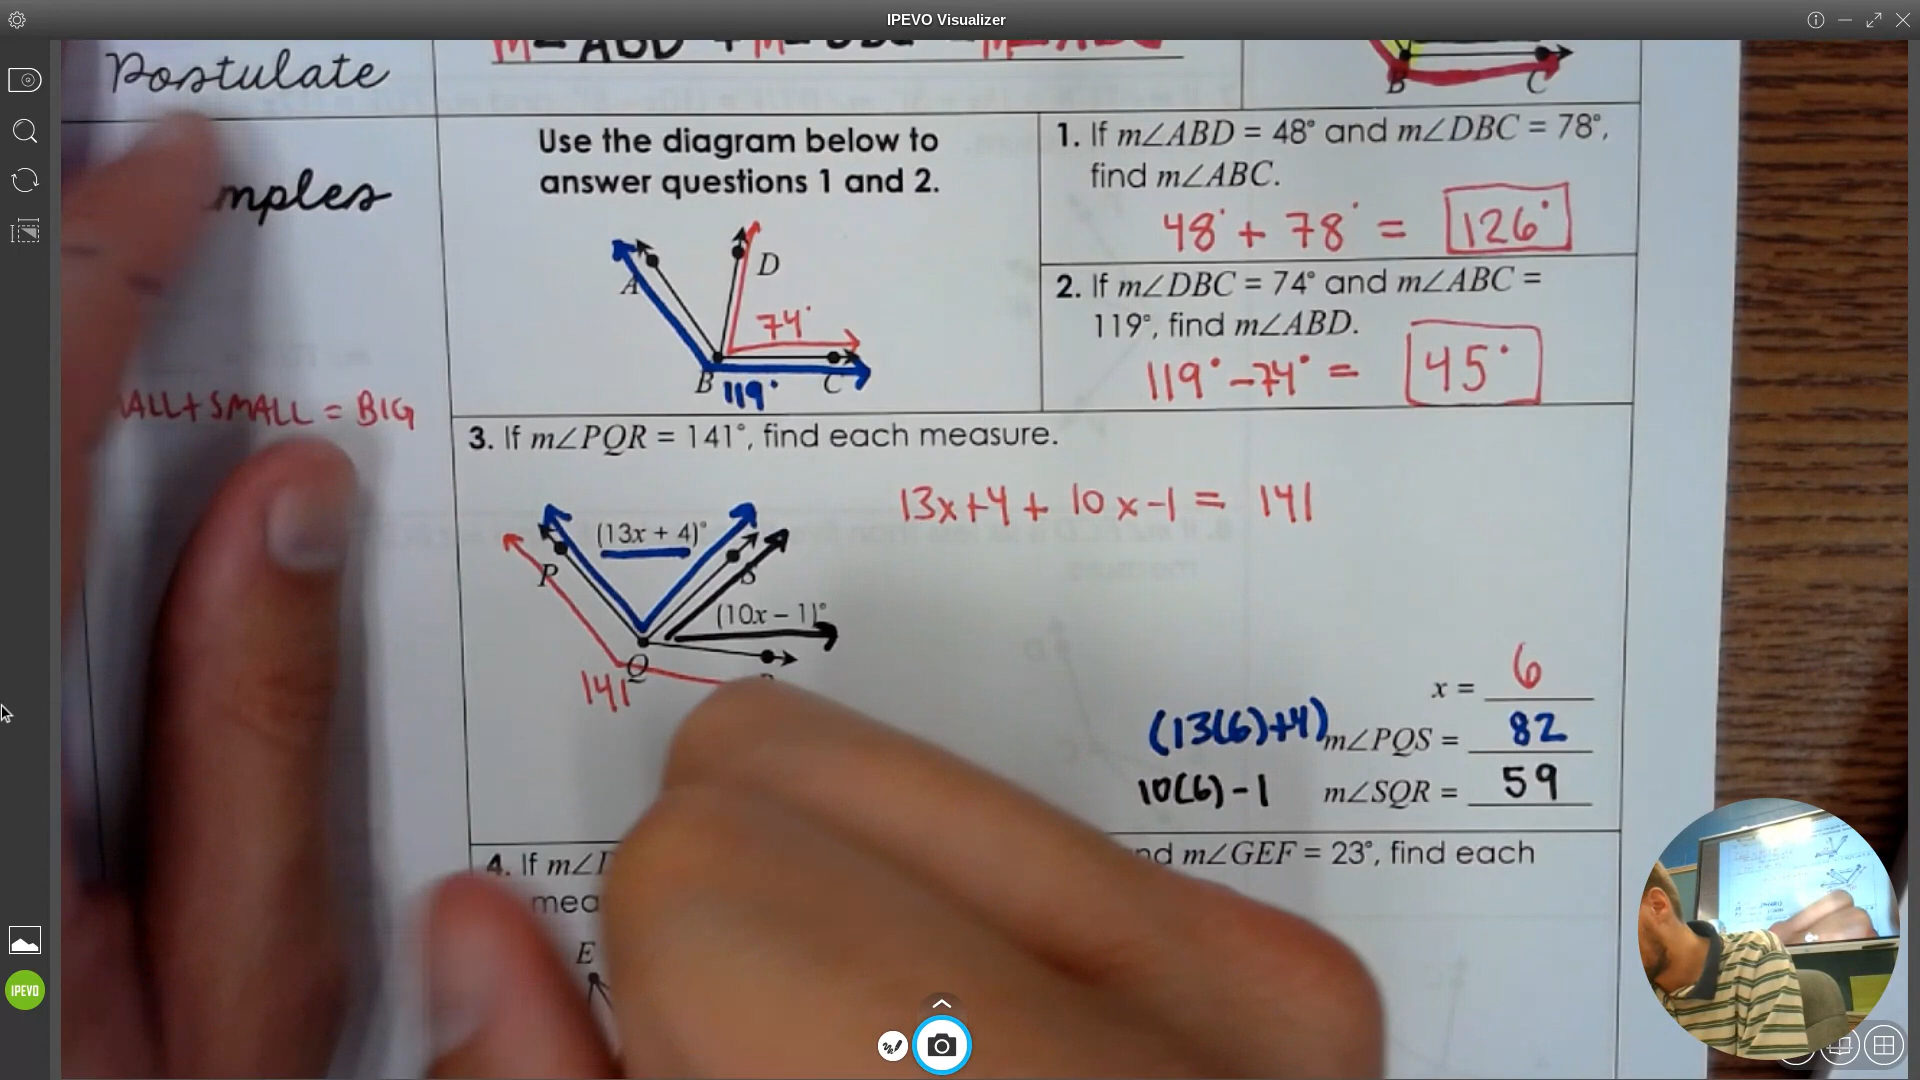 IPEVO Visualizer
Postulate
B
C
mples
Use the diagram below to
answer questions 1 and 2.
A
D
74°
B
119°
C
1. If m∠ABD = 48° and m∠DBC = 78°,
find m∠ABC.
48° + 78° = 126°
2. If m∠DBC = 74° and m∠ABC =
119°, find m∠ABD.
119° - 74° = 45°
ALL + SMALL = BIG
3. If m∠PQR = 141°, find each measure.
13x+4 + 10x-1 = 141
(13x + 4)°
P
S
(10x – 1)°
Q
141
x = 6
(13(6)+4) m∠PQS = 82
10(6)-1 m∠SQR = 59
4. If m∠
nd m∠GEF = 23°, find each
mea
E
IPEVO